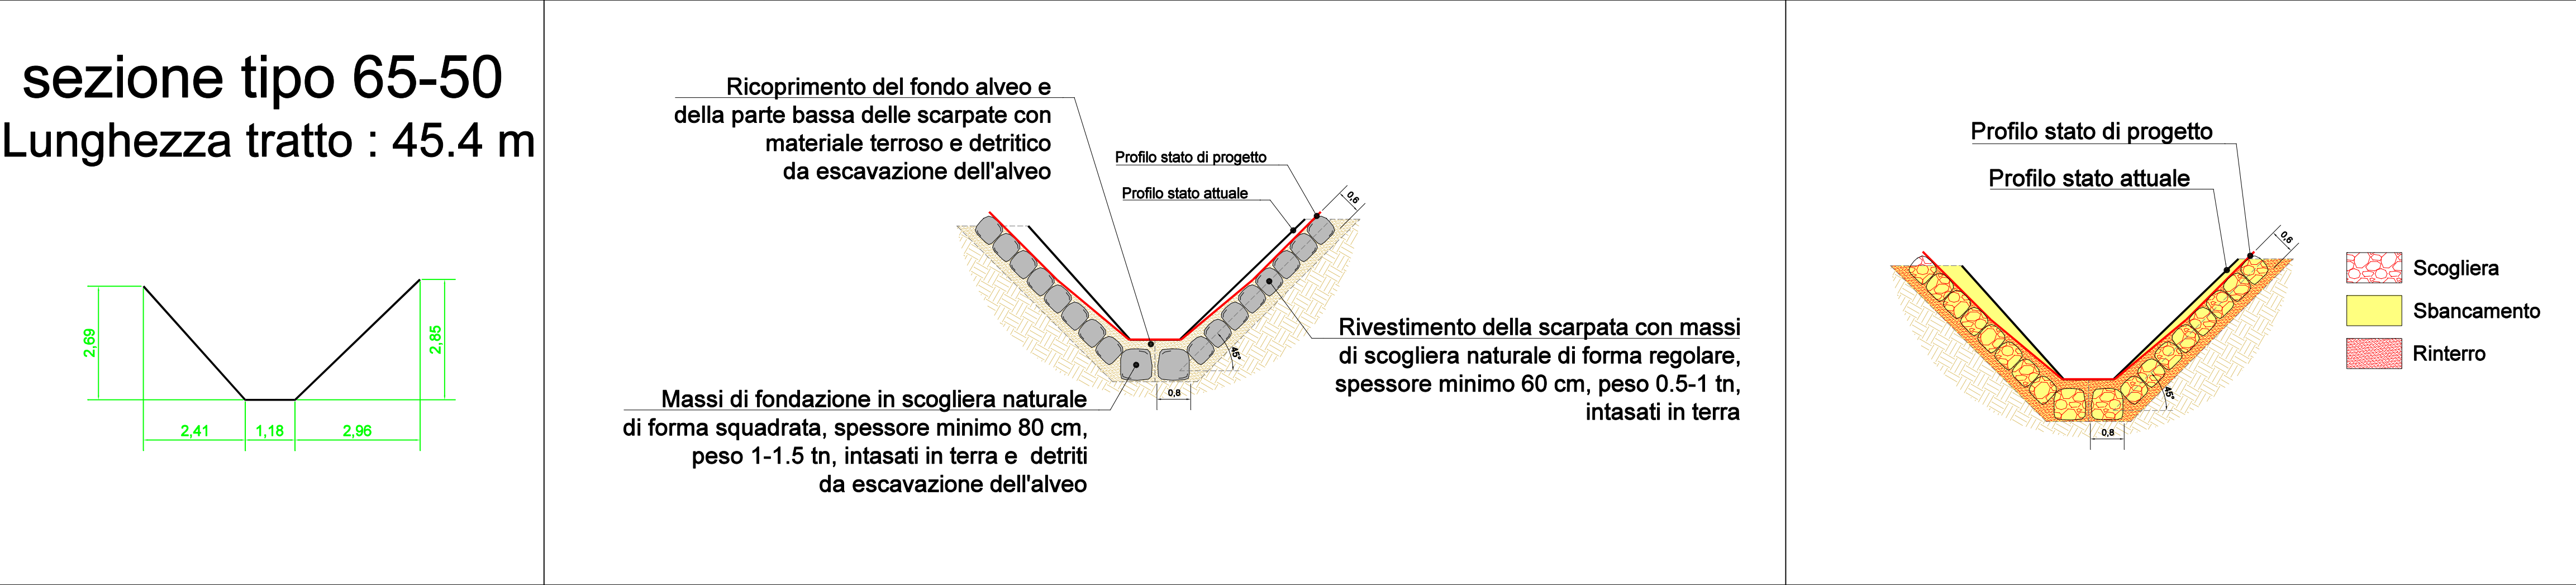 sezione tipo 65-50
Lunghezza tratto : 45.4 m
2,69
2,85
2,41
1,18
2,96
Ricoprimento del fondo alveo e
della parte bassa delle scarpate con
materiale terroso e detritico
da escavazione dell'alveo
Profilo stato di progetto
Profilo stato attuale
0,6
45°
0,8
Rivestimento della scarpata con massi
di scogliera naturale di forma regolare,
spessore minimo 60 cm, peso 0.5-1 tn,
intasati in terra
Massi di fondazione in scogliera naturale
di forma squadrata, spessore minimo 80 cm,
peso 1-1.5 tn, intasati in terra e  detriti
da escavazione dell'alveo
Profilo stato di progetto
Profilo stato attuale
0,6
45°
0,8
Scogliera
Sbancamento
Rinterro